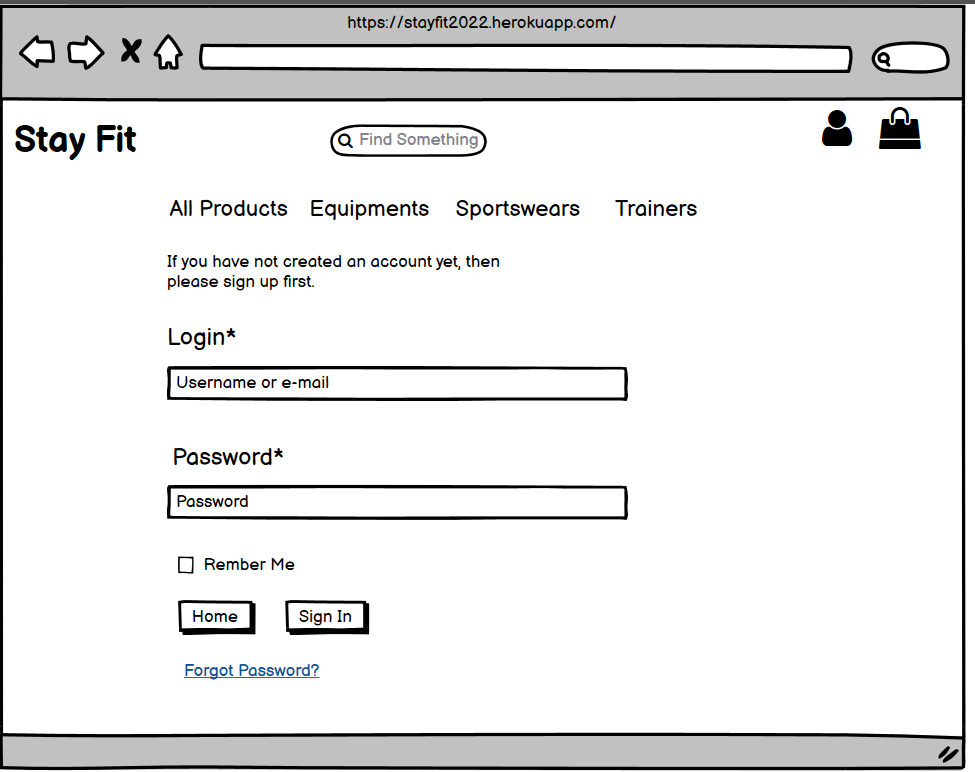 https://stayfit2022.herokuapp.com/
Stay Fit
Find Something
All Products Equipments Sportswears Trainers
If you have not created an account yet, then
please sign up first.
Login*
Username or e-mail
Password*
Password
Rember Me
Home Sign In
Forgot Password?